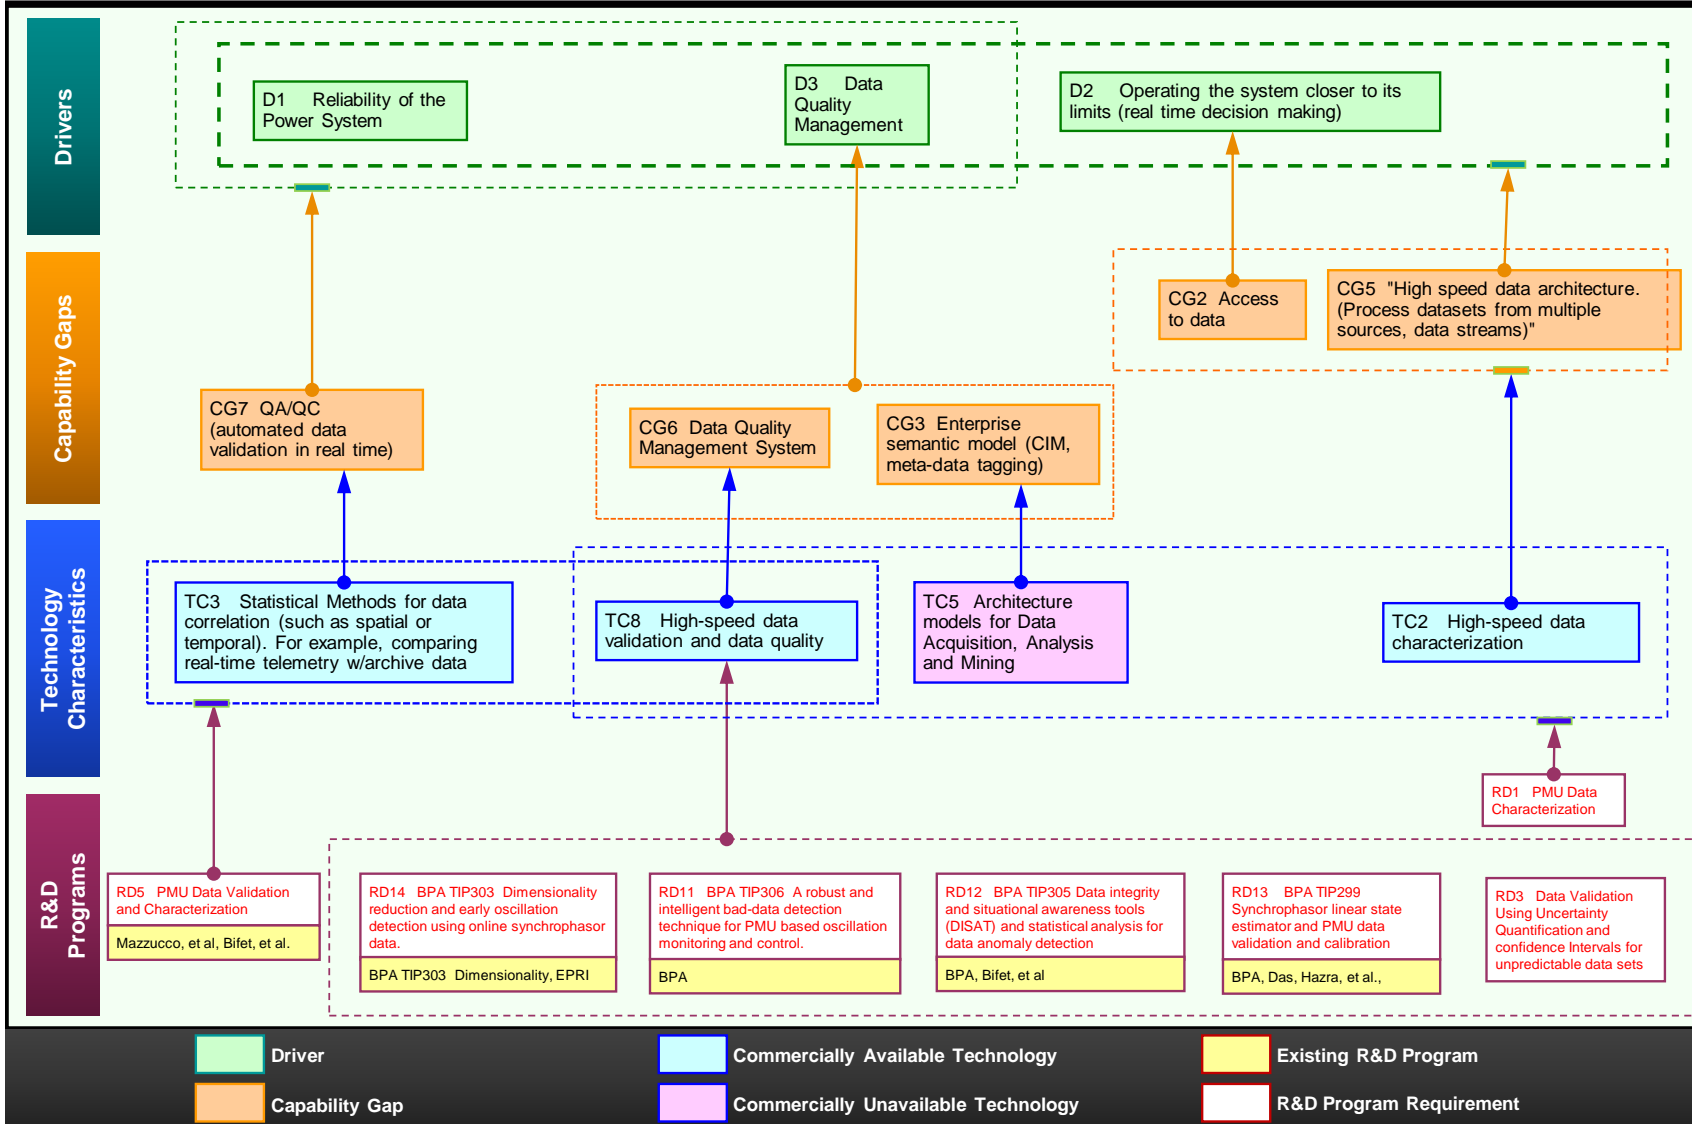 Drivers
D1 Reliability of the
Power System
D3 Data
Quality
Management
D2 Operating the system closer to its
limits (real time decision making)
Capability Gaps
CG2 Access
to data
CG5 "High speed data architecture.
(Process datasets from multiple
sources, data streams)"
CG7 QA/QC
(automated data
validation in real time)
CG6 Data Quality
Management System
CG3 Enterprise
semantic model (CIM,
meta-data tagging)
Technology
Characteristics
TC3 Statistical Methods for data
correlation (such as spatial or
temporal). For example, comparing
real-time telemetry w/archive data
TC8 High-speed data
validation and data quality
TC5 Architecture
models for Data
Acquisition, Analysis
and Mining
TC2 High-speed data
characterization
R&D
Programs
RD1 PMU Data
Characterization
RD5 PMU Data Validation
and Characterization
Mazzucco, et al, Bifet, et al.
RD14 BPA TIP303 Dimensionality
reduction and early oscillation
detection using online synchrophasor
data.
BPA TIP303 Dimensionality, EPRI
RD11 BPA TIP306 A robust and
intelligent bad-data detection
technique for PMU based oscillation
monitoring and control.
BPA
RD12 BPA TIP305 Data integrity
and situational awareness tools
(DISAT) and statistical analysis for
data anomaly detection
BPA, Bifet, et al
RD13 BPA TIP299
Synchrophasor linear state
estimator and PMU data
validation and calibration
BPA, Das, Hazra, et al.,
RD3 Data Validation
Using Uncertainty
Quantification and
confidence Intervals for
unpredictable data sets
Driver
Commercially Available Technology
Existing R&D Program
Capability Gap
Commercially Unavailable Technology
R&D Program Requirement